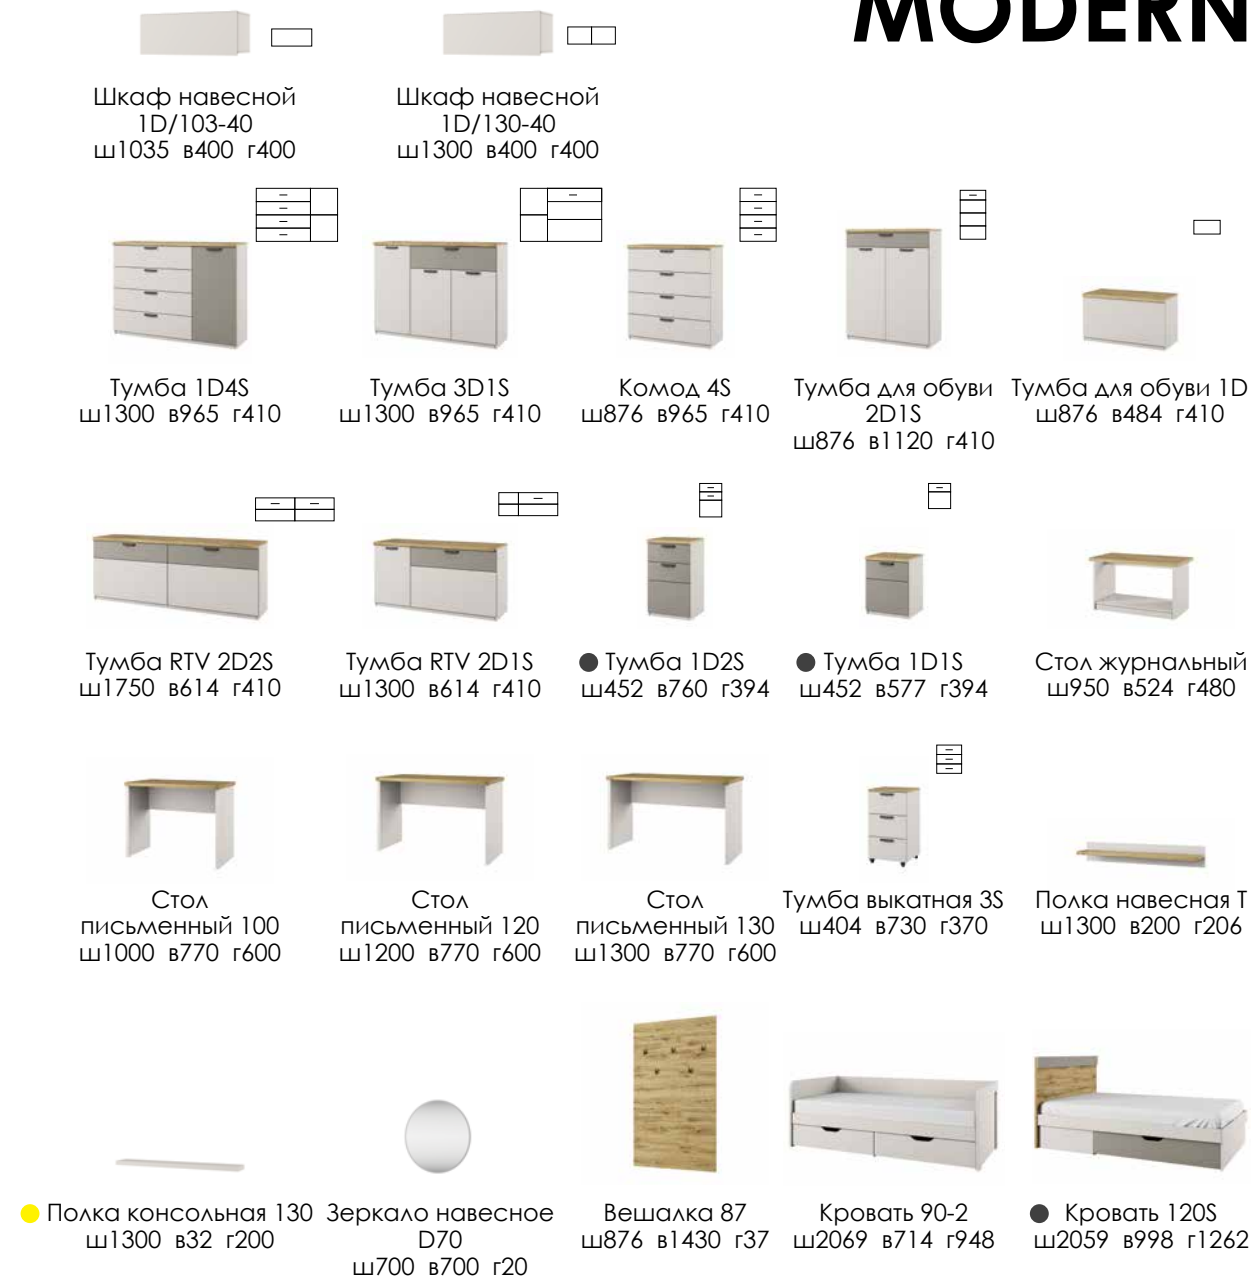 MODERN
Шкаф навесной
1D/103-40
ш1035 в400 г400
Шкаф навесной
1D/130-40
ш1300 в400 г400
Тумба 1D4S
ш1300 в965 г410
Тумба 3D1S
ш1300 в965 г410
Комод 4S
ш876 в965 г410
Тумба для обуви
2D1S
ш876 в1120 г410
Тумба для обуви 1D
ш876 в484 г410
Тумба RTV 2D2S
ш1750 в614 г410
Тумба RTV 2D1S
ш1300 в614 г410
Тумба 1D2S
ш452 в760 г394
Тумба 1D1S
ш452 в577 г394
Стол журнальный
ш950 в524 г480
Стол
письменный 100
ш1000 в770 г600
Стол
письменный 120
ш1200 в770 г600
Стол
письменный 130
ш1300 в770 г600
Тумба выкатная 3S
ш404 в730 г370
Полка навесная Т
ш1300 в200 г206
Полка консольная 130
ш1300 в32 г200
Зеркало навесное
D70
ш700 в700 г20
Вешалка 87
ш876 в1430 г37
Кровать 90-2
ш2069 в714 г948
Кровать 120S
ш2059 в998 г1262